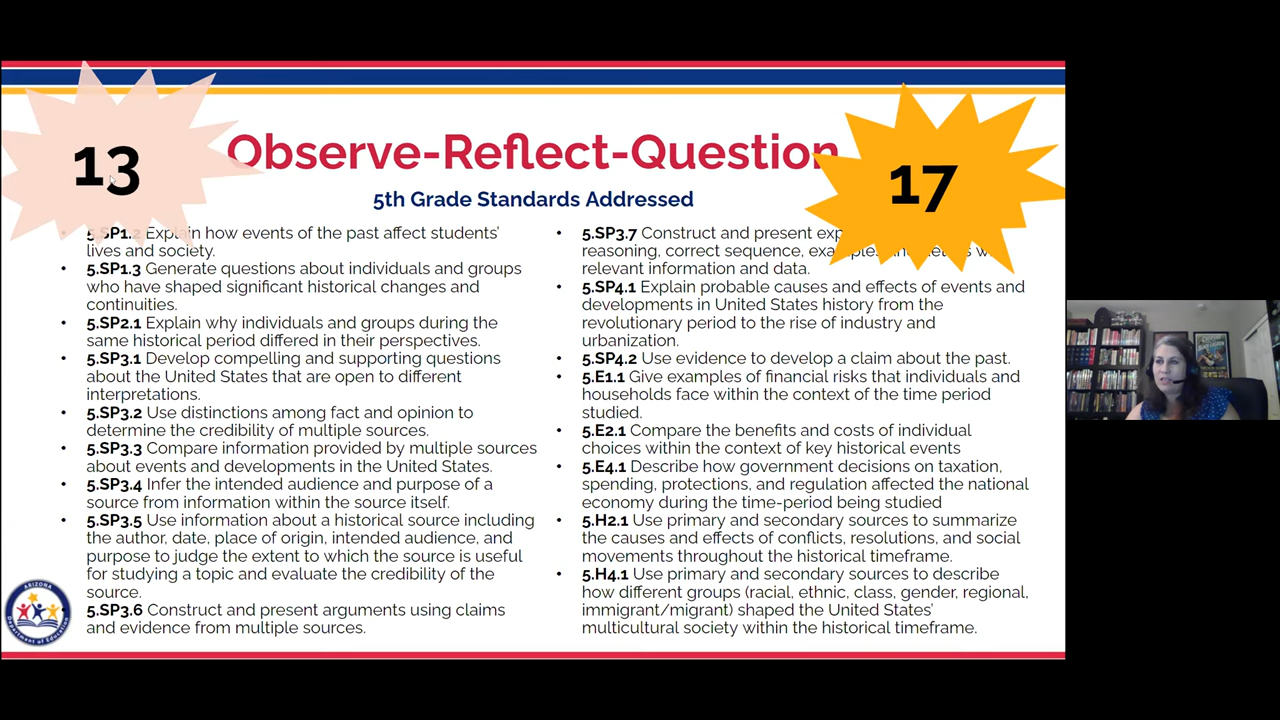 13
Observe-Reflect-Question
17
5th Grade Standards Addressed
5.SP1.2 Explain how events of the past affect students'
lives and society.
• 5.SP1.3 Generate questions about individuals and groups
who have shaped significant historical changes and
continuities.
• 5.SP2.1 Explain why individuals and groups during the
same historical period differed in their perspectives.
• 5.SP3.1 Develop compelling and supporting questions
about the United States that are open to different
interpretations.
• 5.SP3.2 Use distinctions among fact and opinion to
determine the credibility of multiple sources.
• 5.SP3.3 Compare information provided by multiple sources
about events and developments in the United States.
• 5.SP3.4 Infer the intended audience and purpose of a
source from information within the source itself.
• 5.SP3.5 Use information about a historical source including
the author, date, place of origin, intended audience, and
purpose to judge the extent to which the source is useful
for studying a topic and evaluate the credibility of the
source.
• 5.SP3.6 Construct and present arguments using claims
and evidence from multiple sources.
• 5.SP3.7 Construct and present
reasoning, correct sequence,
relevant information and data.
• 5.SP4.1 Explain probable causes and effects of events and
developments in United States history from the
revolutionary period to the rise of industry and
urbanization.
• 5.SP4.2 Use evidence to develop a claim about the past.
• 5.E1.1 Give examples of financial risks that individuals and
households face within the context of the time period
studied.
• 5.E2.1 Compare the benefits and costs of individual
choices within the context of key historical events
• 5.E4.1 Describe how government decisions on taxation,
spending, protections, and regulation affected the national
economy during the time-period being studied
• 5.H2.1 Use primary and secondary sources to summarize
the causes and effects of conflicts, resolutions, and social
movements throughout the historical timeframe.
• 5.H4.1 Use primary and secondary sources to describe
how different groups (racial, ethnic, class, gender, regional,
immigrant/migrant) shaped the United States'
multicultural society within the historical timeframe.
ARIZONA
Department of Education